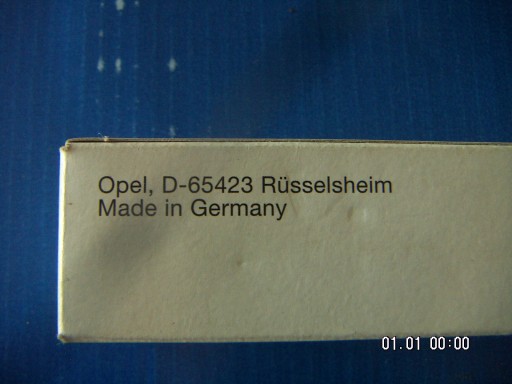 Opel, D-65423 Rüsselsheim
Made in Germany
01.01 00:00